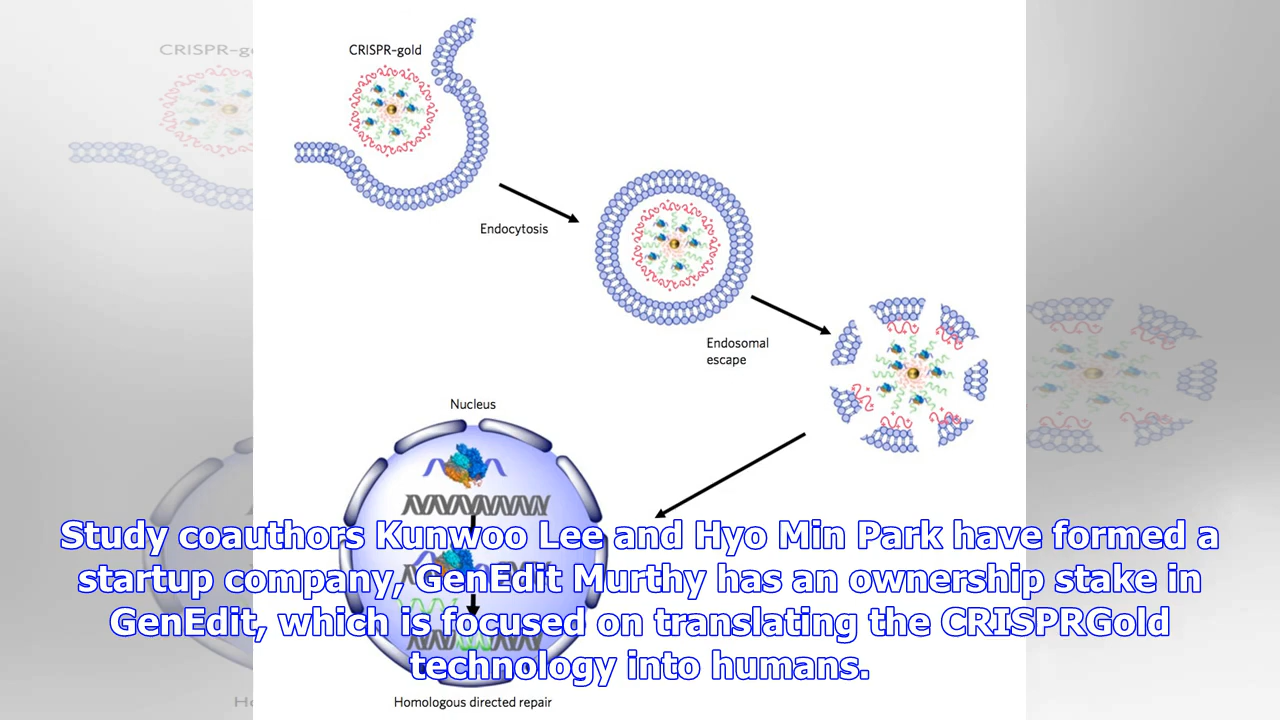 CRISPR–gold
CRISPR–g
Endocytosis
Endosomal
escape
Nucleus
Study coauthors Kunwoo Lee and Hyo Min Park have formed a
startup company, GenEdit Murthy has an ownership stake in
GenEdit, which is focused on translating the CRISPRGold
technology into humans.
Homologous directed repair